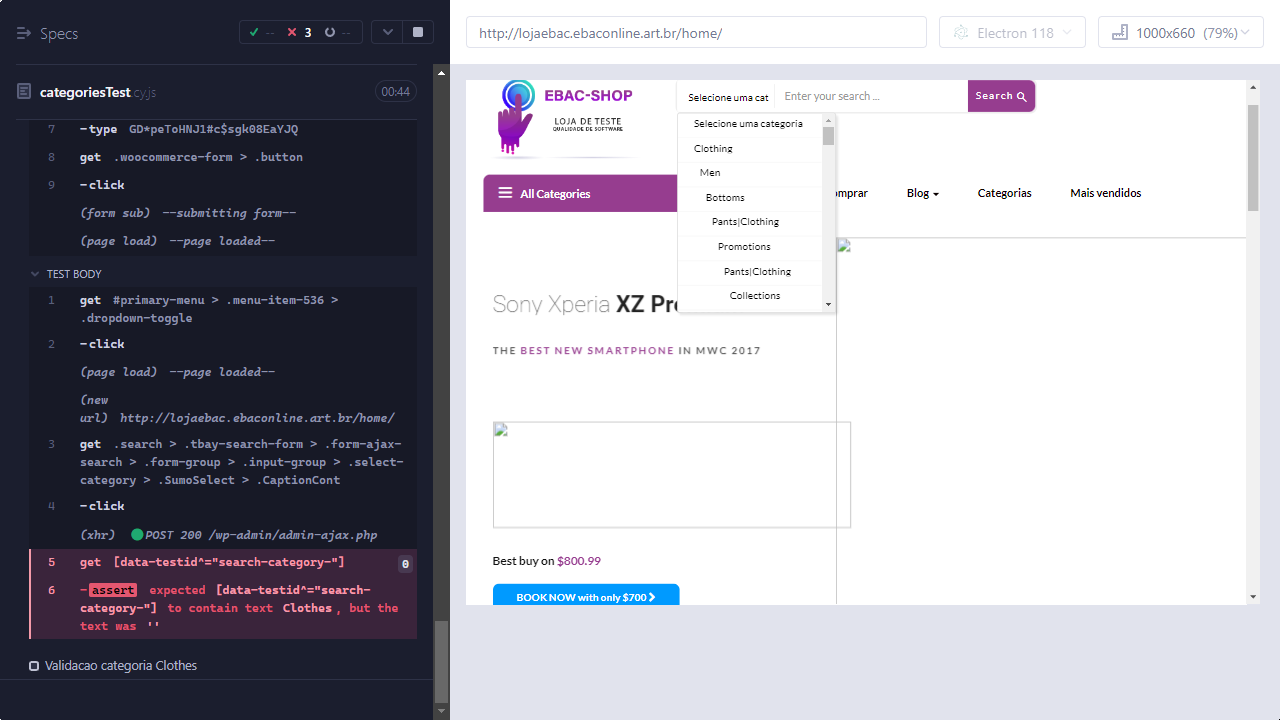 Specs
-- 3 --
categoriesTest.cy.js 00:44
7 -type GD*peToHNJ1#c$sgk08EaYJQ
8 get .woocommerce-form > .button
9 -click
(form sub) --submitting form--
(page load) --page loaded--
TEST BODY
1 get #primary-menu > .menu-item-536 >
.dropdown-toggle
2 -click
(page load) --page loaded--
(new
url) http://lojaebac.ebaconline.art.br/home/
3 get .search > .tbay-search-form > .form-ajax-
search > .form-group > .input-group > .select-
category > .SumoSelect > .CaptionCont
4 -click
(xhr) POST 200 /wp-admin/admin-ajax.php
5 get [data-testid^="search-category-"] 0
6 -assert expected [data-testid^="search-
category-"] to contain text Clothes, but the
text was ''
Validacao categoria Clothes
http://lojaebac.ebaconline.art.br/home/
Electron 118
1000x660 (79%)
EBAC-SHOP
LOJA DE TESTE
QUALIDADE DE SOFTWARE
Selecione uma cat
Enter your search ...
Search
Selecione uma categoria
Clothing
Men
Bottoms
Pants|Clothing
Promotions
Pants|Clothing
Collections
All Categories
omprar
Blog
Categorias
Mais vendidos
Sony Xperia XZ Pre
THE BEST NEW SMARTPHONE IN MWC 2017
Best buy on $800.99
BOOK NOW with only $700